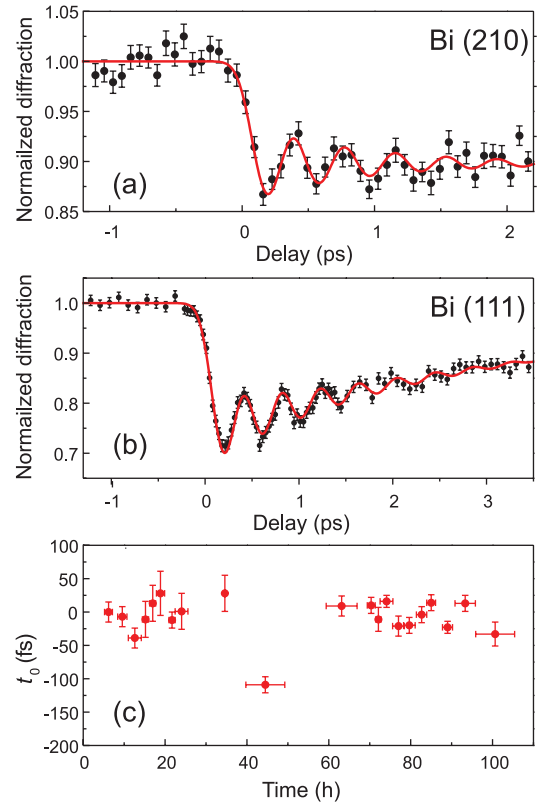 1.05
Bi (210)
1.00
0.95
0.90
0.85
(a)
Normailzed diffraction
-1
0
1
2
Delay (ps)
Bi (111)
1.0
0.9
0.8
0.7
(b)
Normailzed diffraction
-1
0
1
2
3
Delay (ps)
100
50
0
-50
-100
-150
-200
(c)
t0 (fs)
0
20
40
60
80
100
Time (h)